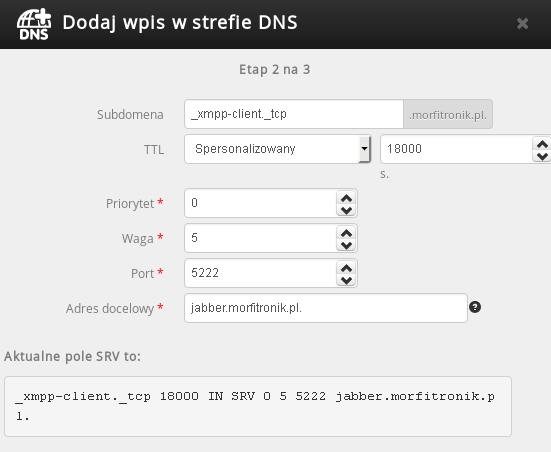 DNS
Dodaj wpis w strefie DNS
Etap 2 na 3
Subdomena _xmpp-client._tcp .morfitronik.pl.
TTL Spersonalizowany 18000
s.
Priorytet * 0
Waga * 5
Port * 5222
Adres docelowy * jabber.morfitronik.pl. ?
Aktualne pole SRV to:
_xmpp-client._tcp 18000 IN SRV 0 5 5222 jabber.morfitronik.p
l.